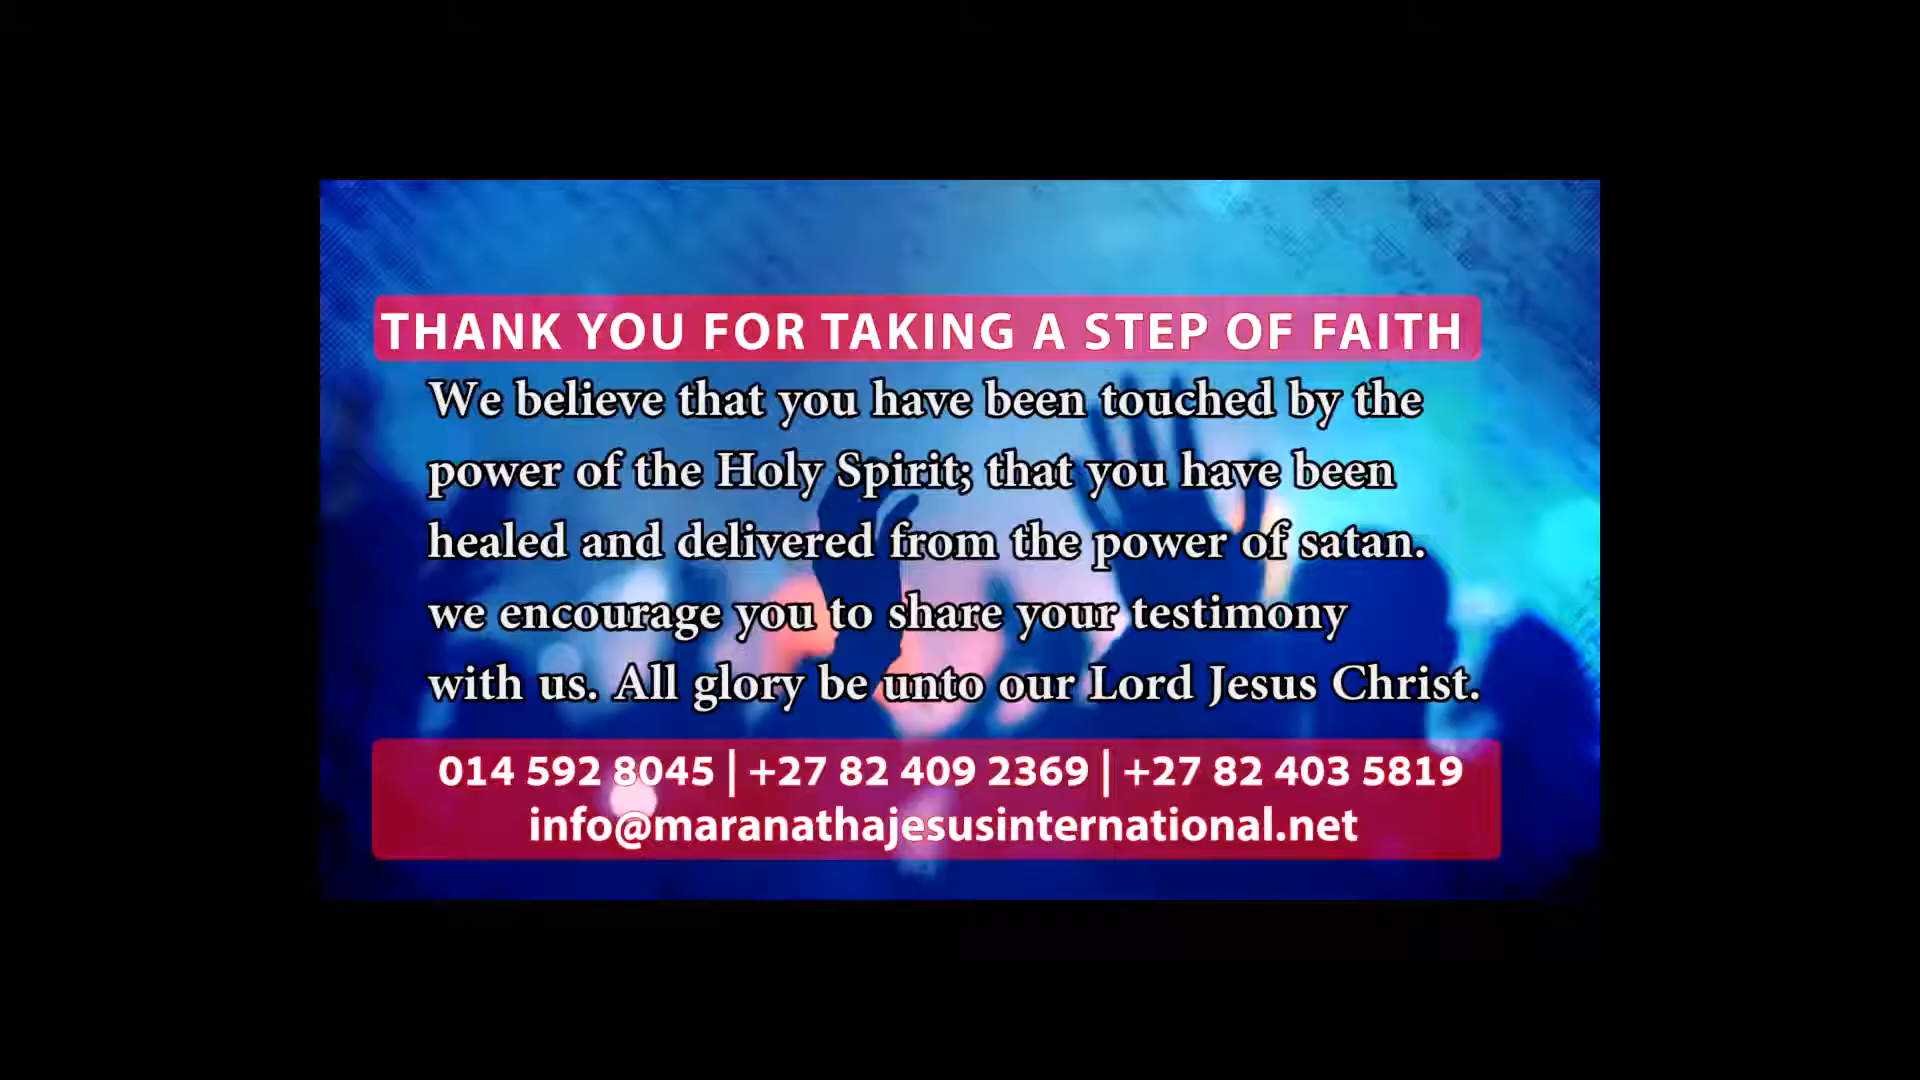 THANK YOU FOR TAKING A STEP OF FAITH
We believe that you have been touched by the
power of the Holy Spirit; that you have been
healed and delivered from the power of satan.
we encourage you to share your testimony
with us. All glory be unto our Lord Jesus Christ.
014 592 8045 | +27 82 409 2369 | +27 82 403 5819
info@maranathajesusinternational.net